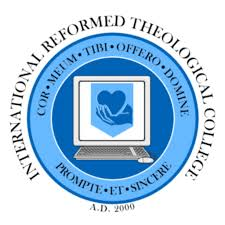 INTERNATIONAL REFORMED THEOLOGICAL COLLEGE
COR • MEUM • TIBI • OFFERO • DOMINE
PROMPTE • ET • SINCERE
A.D. 2009